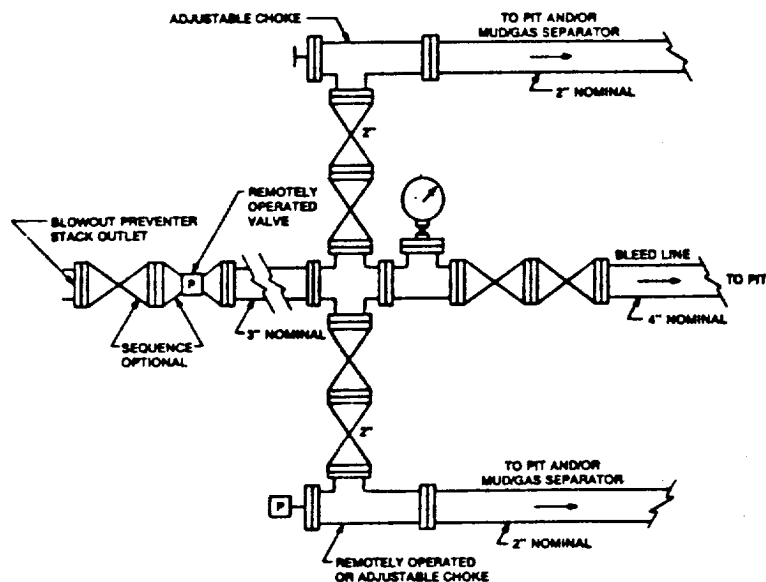 ADJUSTABLE CHOKE
TO PIT AND/OR
MUD/GAS SEPARATOR
2" NOMINAL
2"
REMOTELY
OPERATED
VALVE
BLOWOUT PREVENTER
STACK OUTLET
P
BLEED LINE
TO PIT
4" NOMINAL
3" NOMINAL
SEQUENCE
OPTIONAL
2"
TO PIT AND/OR
MUD/GAS SEPARATOR
P
2" NOMINAL
REMOTELY OPERATED
OR ADJUSTABLE CHOKE